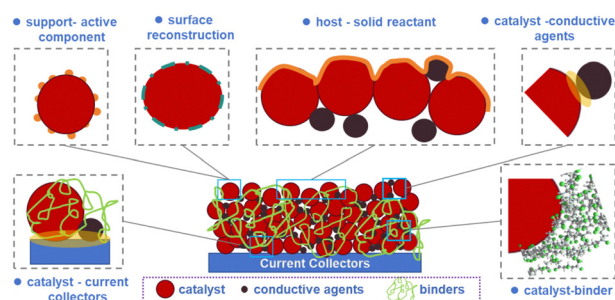 support- active
component
surface
reconstruction
host - solid reactant
catalyst -conductive
agents
catalyst - current
collectors
Current Collectors
catalyst-binder
catalyst conductive agents binders